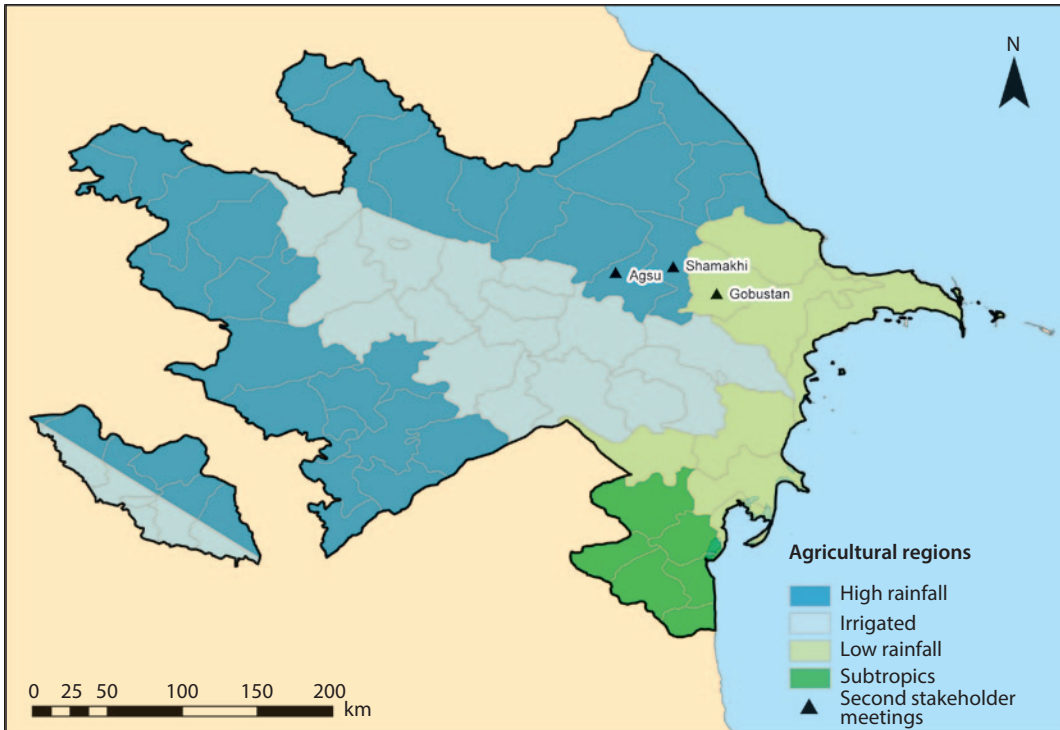 N
Shamakhi
Agsu
Gobustan
Agricultural regions
High rainfall
Irrigated
Low rainfall
Subtropics
Second stakeholder
meetings
0 25 50 100 150 200
km